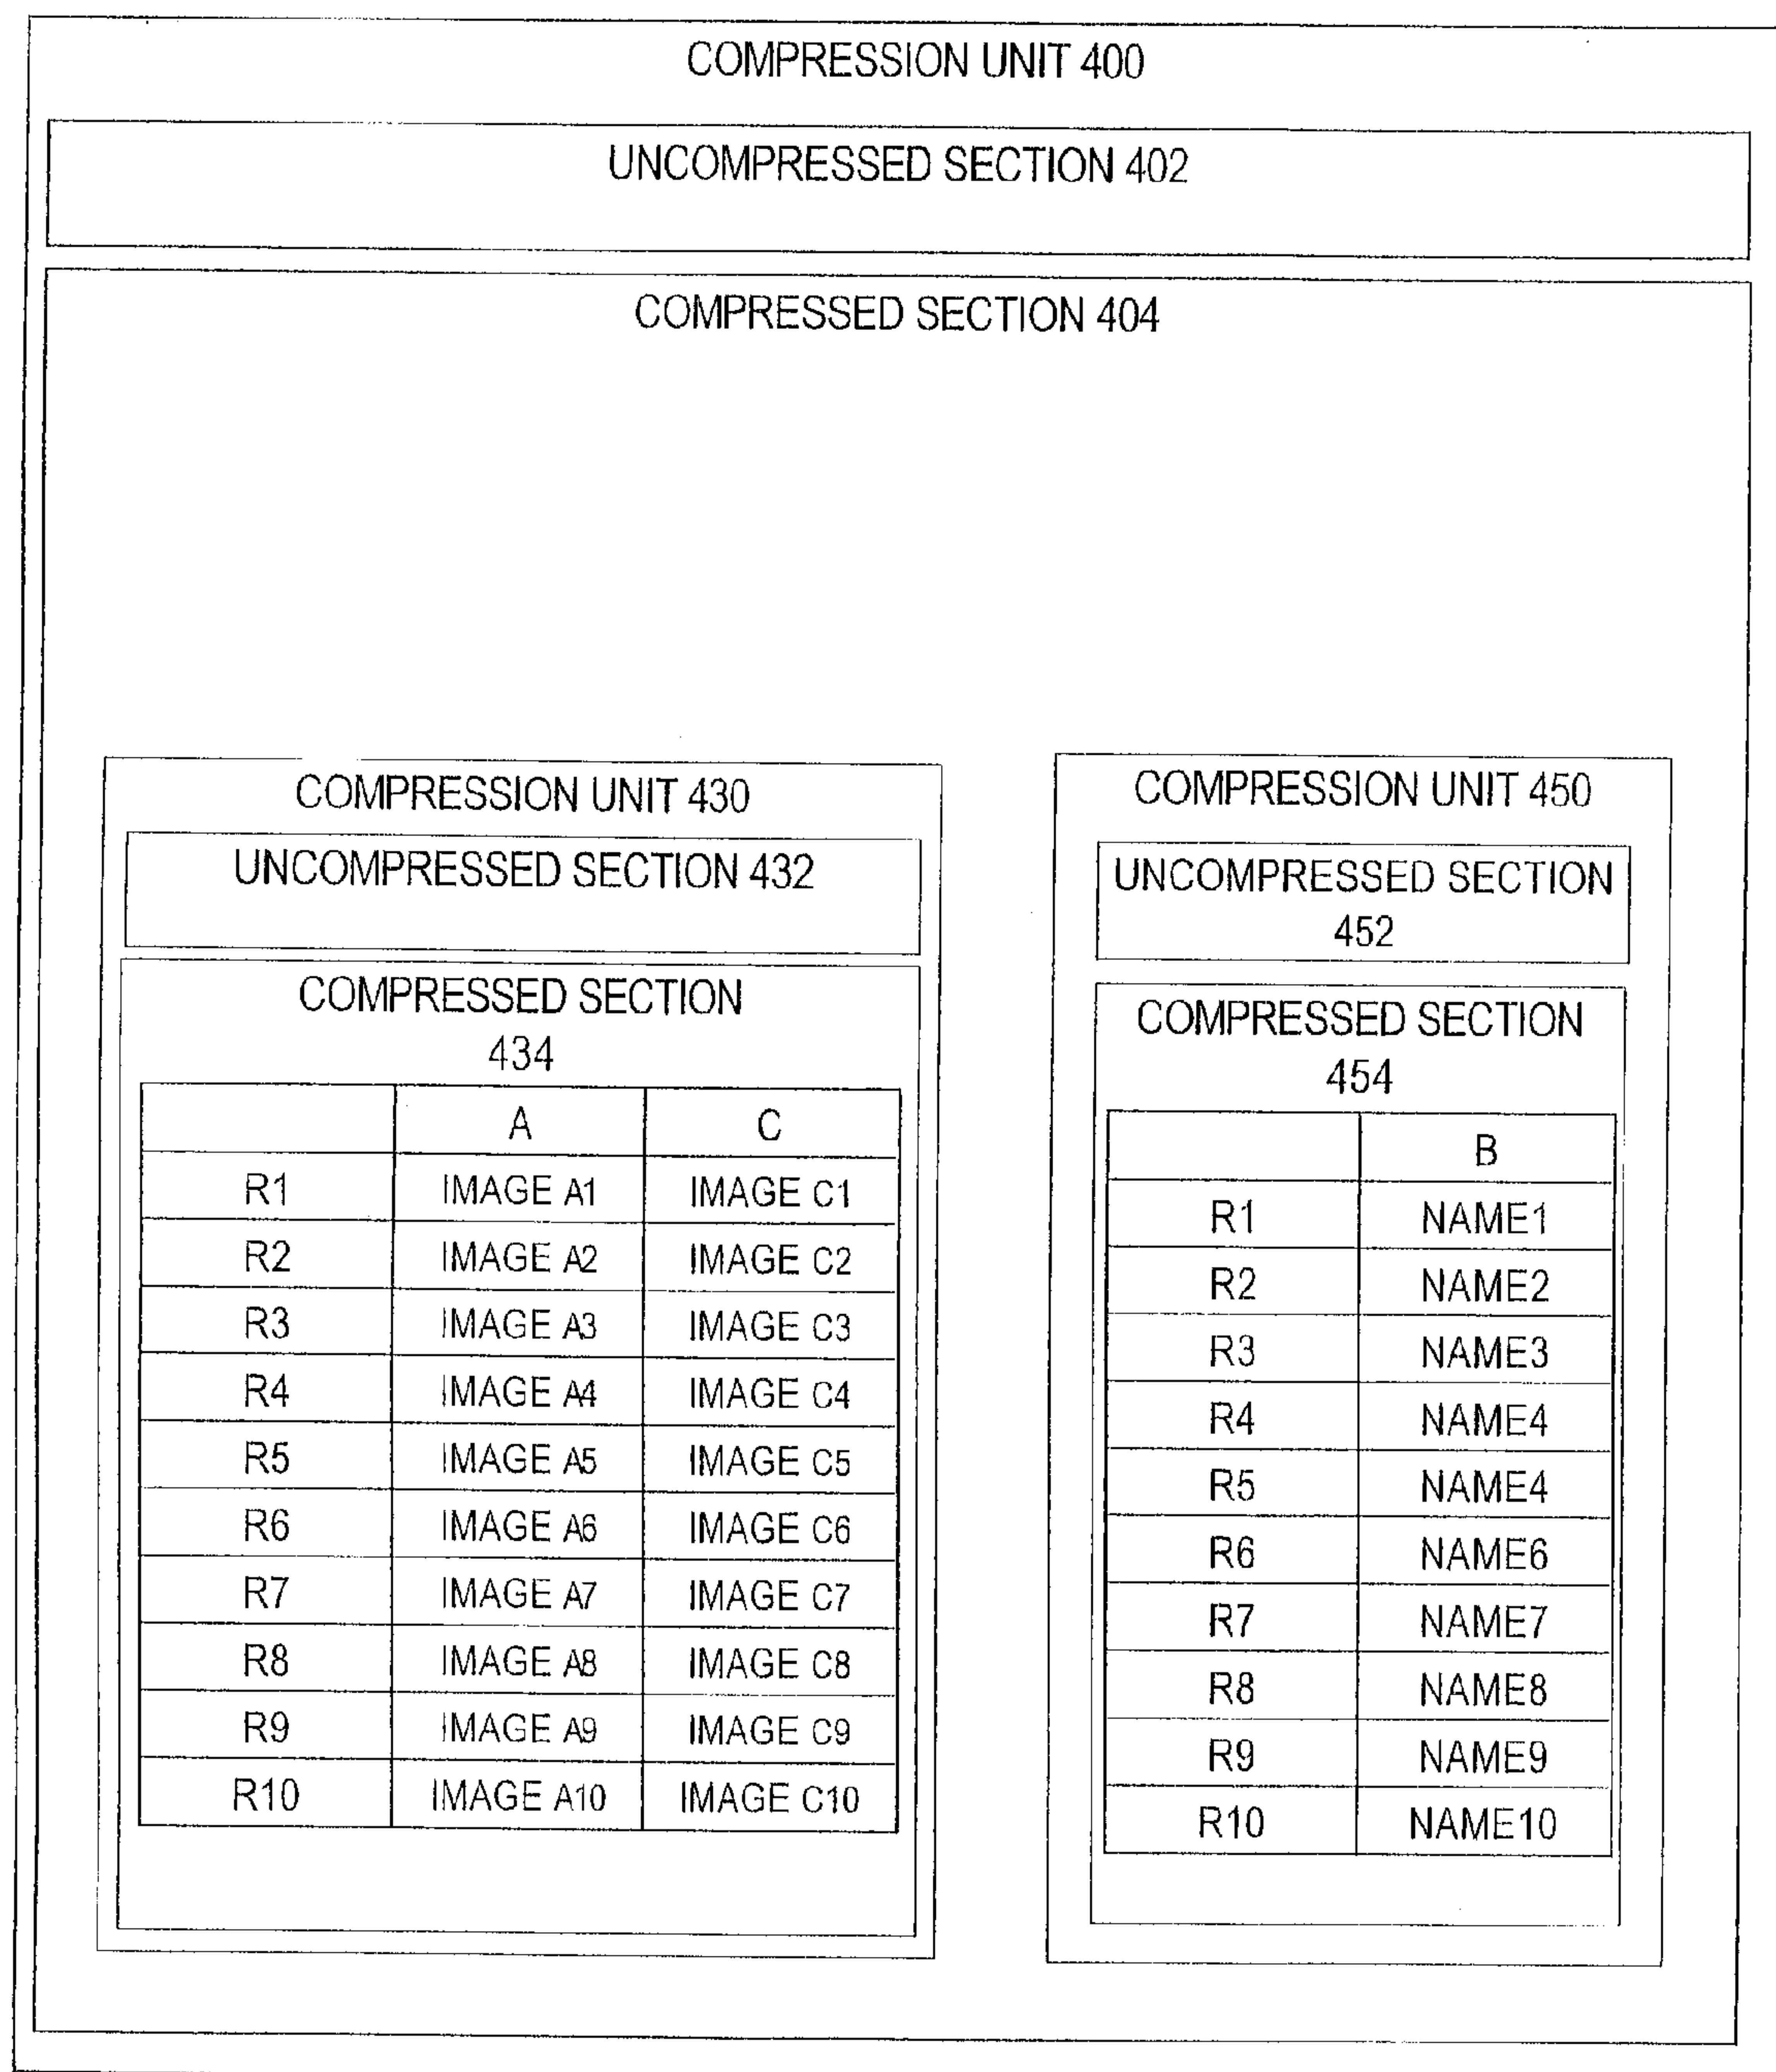 COMPRESSION UNIT 400
UNCOMPRESSED SECTION 402
COMPRESSED SECTION 404
COMPRESSION UNIT 430
UNCOMPRESSED SECTION 432
COMPRESSED SECTION
434
A C
R1 IMAGE A1 IMAGE C1
R2 IMAGE A2 IMAGE C2
R3 IMAGE A3 IMAGE C3
R4 IMAGE A4 IMAGE C4
R5 IMAGE A5 IMAGE C5
R6 IMAGE A6 IMAGE C6
R7 IMAGE A7 IMAGE C7
R8 IMAGE A8 IMAGE C8
R9 IMAGE A9 IMAGE C9
R10 IMAGE A10 IMAGE C10
COMPRESSION UNIT 450
UNCOMPRESSED SECTION
452
COMPRESSED SECTION
454
B
R1 NAME1
R2 NAME2
R3 NAME3
R4 NAME4
R5 NAME4
R6 NAME6
R7 NAME7
R8 NAME8
R9 NAME9
R10 NAME10